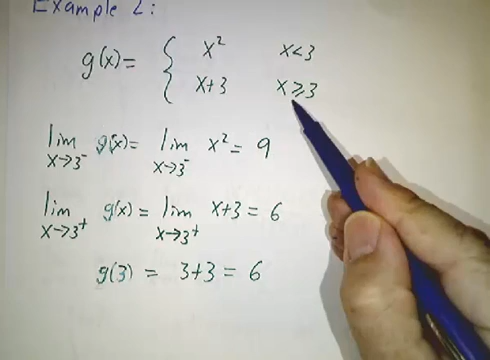 Example 2:
g(x) = { x² x<3
x+3 x⩾3
lim g(x) = lim x² = 9
x→3⁻ x→3⁻
lim g(x) = lim x+3 = 6
x→3⁺ x→3⁺
g(3) = 3+3 = 6